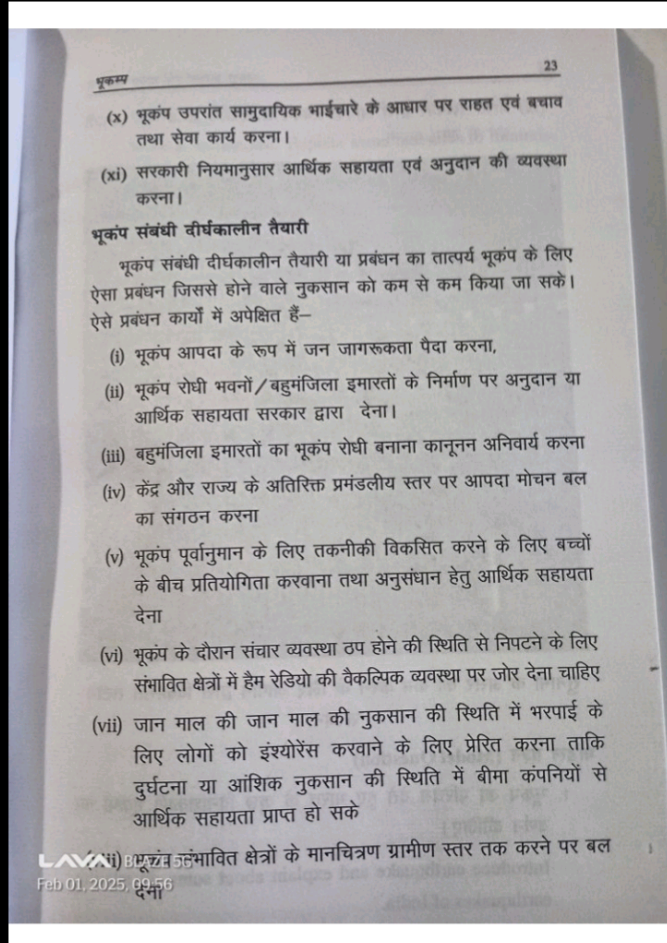 भूकम्प
23
(x) भूकंप उपरांत सामुदायिक भाईचारे के आधार पर राहत एवं बचाव
तथा सेवा कार्य करना।
(xi) सरकारी नियमानुसार आर्थिक सहायता एवं अनुदान की व्यवस्था
करना।
भूकंप संबंधी दीर्घकालीन तैयारी
भूकंप संबंधी दीर्घकालीन तैयारी या प्रबंधन का तात्पर्य भूकंप के लिए
ऐसा प्रबंधन जिससे होने वाले नुकसान को कम से कम किया जा सके।
ऐसे प्रबंधन कार्यों में अपेक्षित हैं–
(i) भूकंप आपदा के रूप में जन जागरूकता पैदा करना,
(ii) भूकंप रोधी भवनों/बहुमंजिला इमारतों के निर्माण पर अनुदान या
आर्थिक सहायता सरकार द्वारा देना।
(iii) बहुमंजिला इमारतों का भूकंप रोधी बनाना कानूनन अनिवार्य करना
(iv) केंद्र और राज्य के अतिरिक्त प्रमंडलीय स्तर पर आपदा मोचन बल
का संगठन करना
(v) भूकंप पूर्वानुमान के लिए तकनीकी विकसित करने के लिए बच्चों
के बीच प्रतियोगिता करवाना तथा अनुसंधान हेतु आर्थिक सहायता
देना
(vi) भूकंप के दौरान संचार व्यवस्था ठप होने की स्थिति से निपटने के लिए
संभावित क्षेत्रों में हैम रेडियो की वैकल्पिक व्यवस्था पर जोर देना चाहिए
(vii) जान माल की जान माल की नुकसान की स्थिति में भरपाई के
लिए लोगों को इंश्योरेंस करवाने के लिए प्रेरित करना ताकि
दुर्घटना या आंशिक नुकसान की स्थिति में बीमा कंपनियों से
आर्थिक सहायता प्राप्त हो सके
भूकंप संभावित क्षेत्रों के मानचित्रण ग्रामीण स्तर तक करने पर बल
देना
LAVA BLAZE 5G
Feb 01, 2025, 09:56